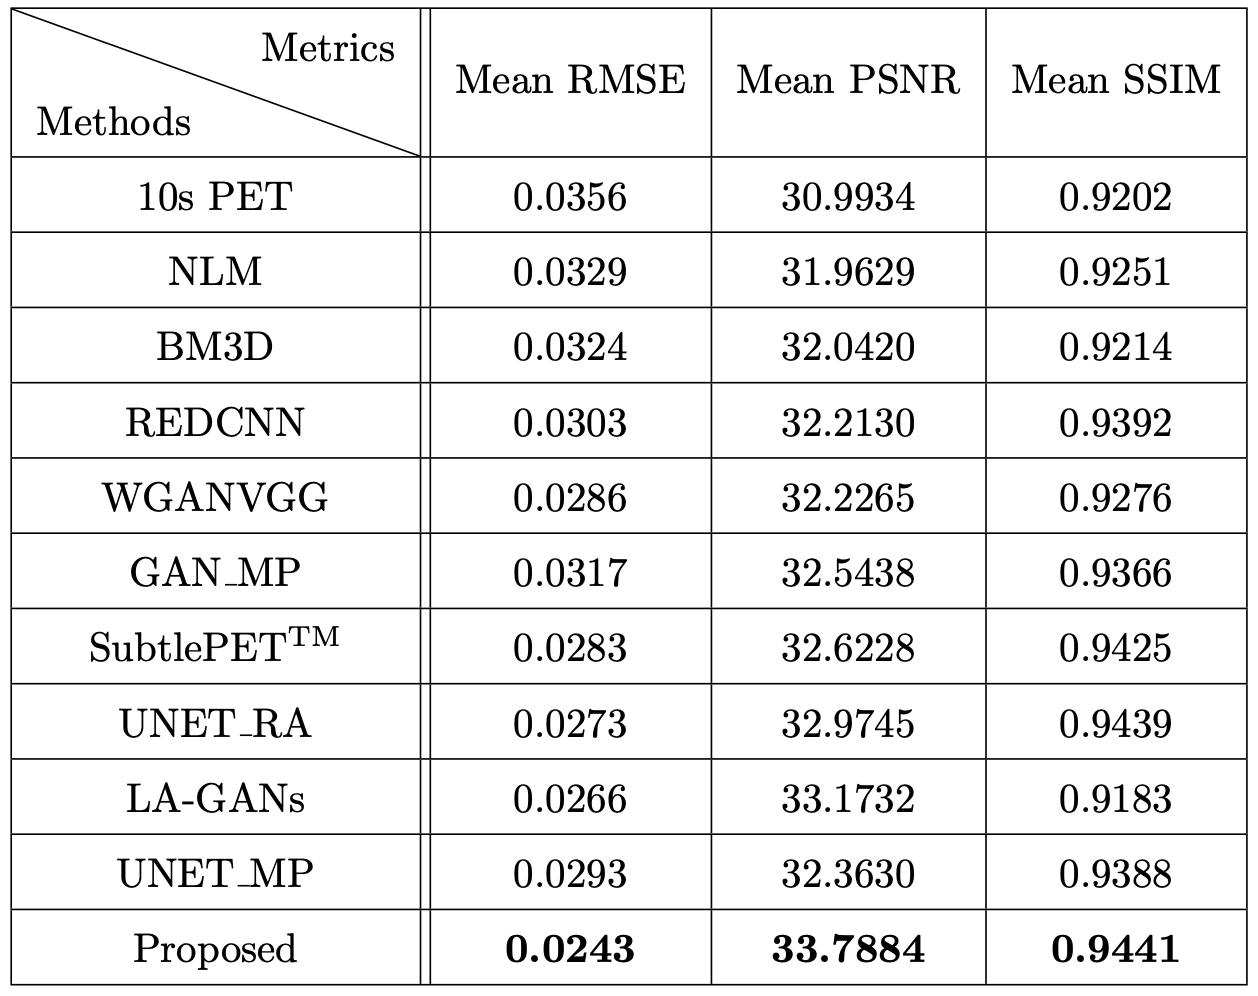 Metrics
Methods
Mean RMSE Mean PSNR Mean SSIM
10s PET 0.0356 30.9934 0.9202
NLM 0.0329 31.9629 0.9251
BM3D 0.0324 32.0420 0.9214
REDCNN 0.0303 32.2130 0.9392
WGANVGG 0.0286 32.2265 0.9276
GAN_MP 0.0317 32.5438 0.9366
SubtlePET™ 0.0283 32.6228 0.9425
UNET_RA 0.0273 32.9745 0.9439
LA-GANs 0.0266 33.1732 0.9183
UNET_MP 0.0293 32.3630 0.9388
Proposed 0.0243 33.7884 0.9441